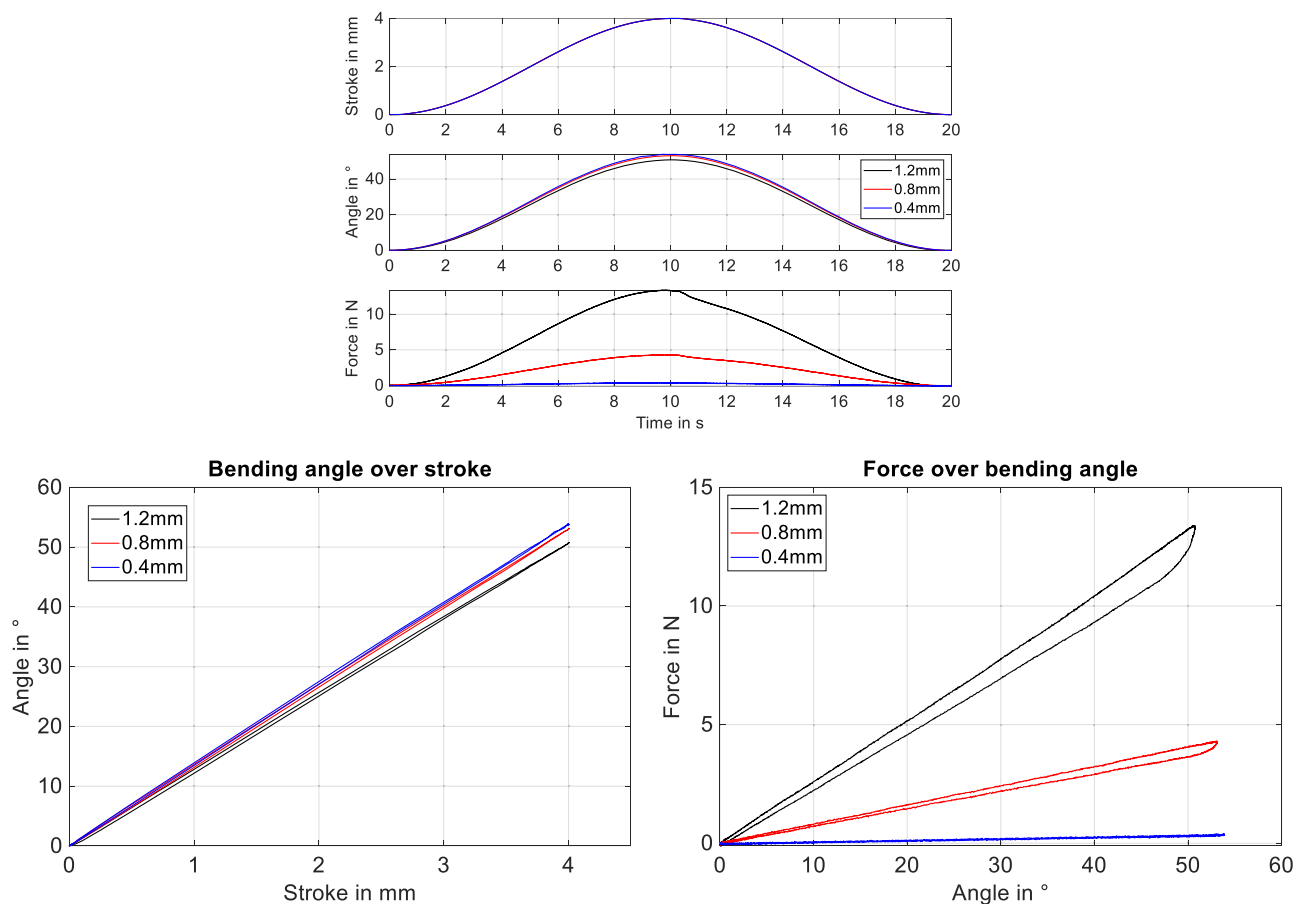 Stroke in mm
4
2
0
0 2 4 6 8 10 12 14 16 18 20
Angle in °
40
20
0
1.2mm
0.8mm
0.4mm
0 2 4 6 8 10 12 14 16 18 20
Force in N
10
5
0
0 2 4 6 8 10 12 14 16 18 20
Time in s
Bending angle over stroke
Angle in °
60
50
40
30
20
10
0
1.2mm
0.8mm
0.4mm
0 1 2 3 4
Stroke in mm
Force over bending angle
Force in N
15
10
5
0
1.2mm
0.8mm
0.4mm
0 10 20 30 40 50 60
Angle in °